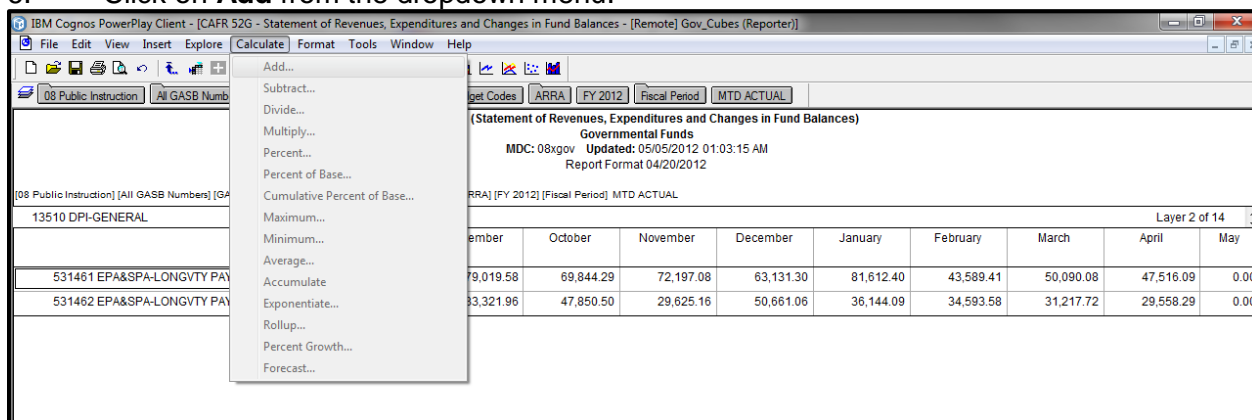 Click on Add from the dropdown menu.
IBM Cognos PowerPlay Client - [CAFR 52G - Statement of Revenues, Expenditures and Changes in Fund Balances - [Remote] Gov_Cubes (Reporter)]
File Edit View Insert Explore Calculate Format Tools Window Help
Add...
Subtract...
Divide...
Multiply...
Percent...
Percent of Base...
Cumulative Percent of Base...
Maximum...
Minimum...
Average...
Accumulate
Exponentiate...
Rollup...
Percent Growth...
Forecast...
08 Public Instruction All GASB Numb get Codes ARRA FY 2012 Fiscal Period MTD ACTUAL
(Statement of Revenues, Expenditures and Changes in Fund Balances)
Governmental Funds
MDC: 08xgov Updated: 05/05/2012 01:03:15 AM
Report Format 04/20/2012
[08 Public Instruction] [All GASB Numbers] [GA RRA] [FY 2012] [Fiscal Period] MTD ACTUAL
13510 DPI-GENERAL Layer 2 of 14
ember October November December January February March April May
531461 EPA&SPA-LONGVTY PAY 79,019.58 69,844.29 72,197.08 63,131.30 81,612.40 43,589.41 50,090.08 47,516.09 0.00
531462 EPA&SPA-LONGVTY PAY 33,321.96 47,850.50 29,625.16 50,661.06 36,144.09 34,593.58 31,217.72 29,558.29 0.00